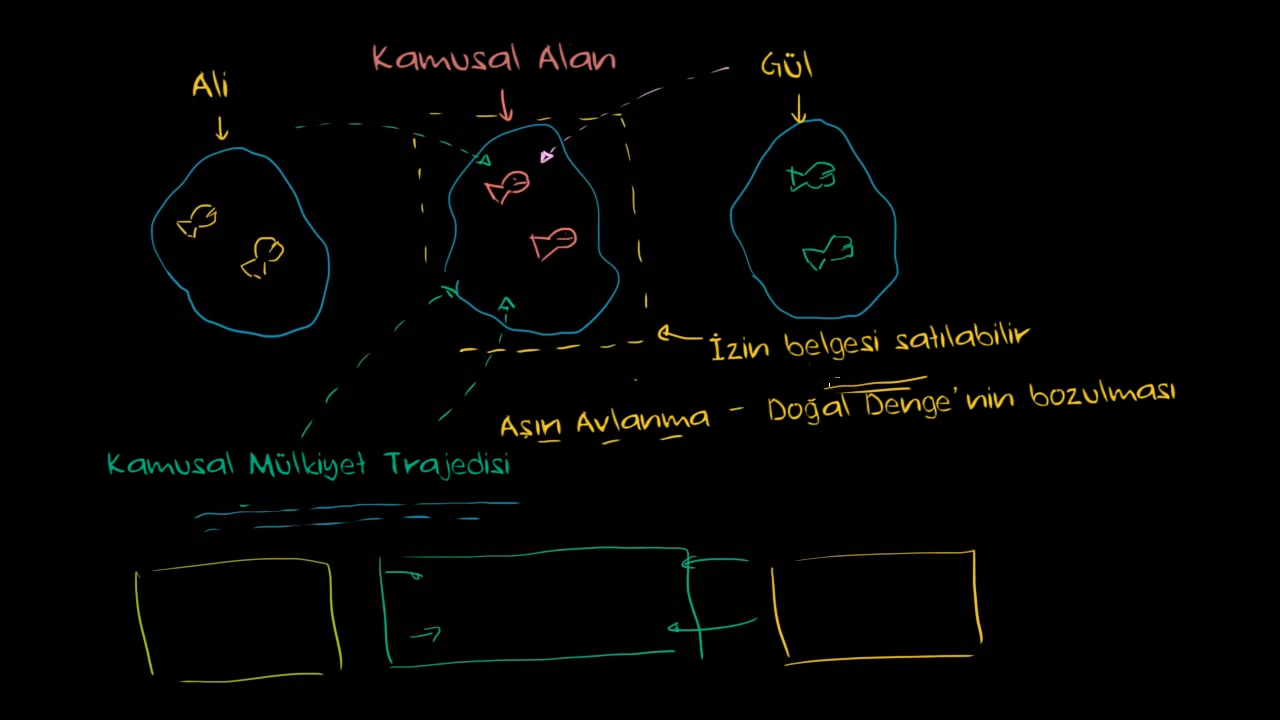 Kamusal Alan
Ali
Gül
İzin belgesi satılabilir
Aşırı Avlanma - Doğal Denge'nin bozulması
Kamusal Mülkiyet Trajedisi